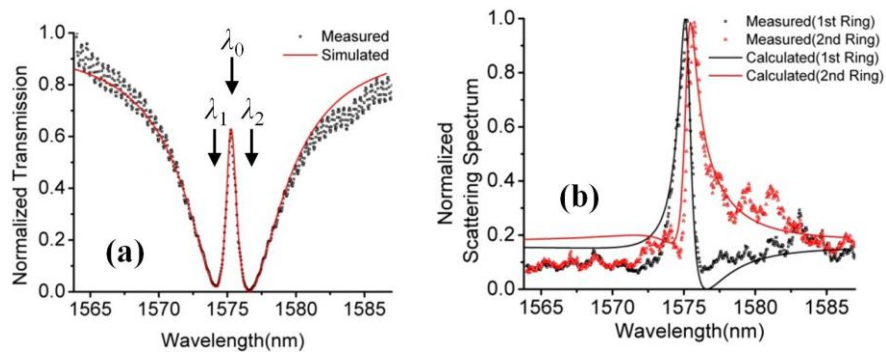 Normalized Transmission
1.0
0.8
0.6
0.4
0.2
0.0
Measured
Simulated
λ0
λ1
λ2
(a)
1565 1570 1575 1580 1585
Wavelength(nm)
Normalized
Scattering Spectrum
1.0
0.8
0.6
0.4
0.2
0.0
Measured(1st Ring)
Measured(2nd Ring)
Calculated(1st Ring)
Calculated(2nd Ring)
(b)
1565 1570 1575 1580 1585
Wavelength(nm)